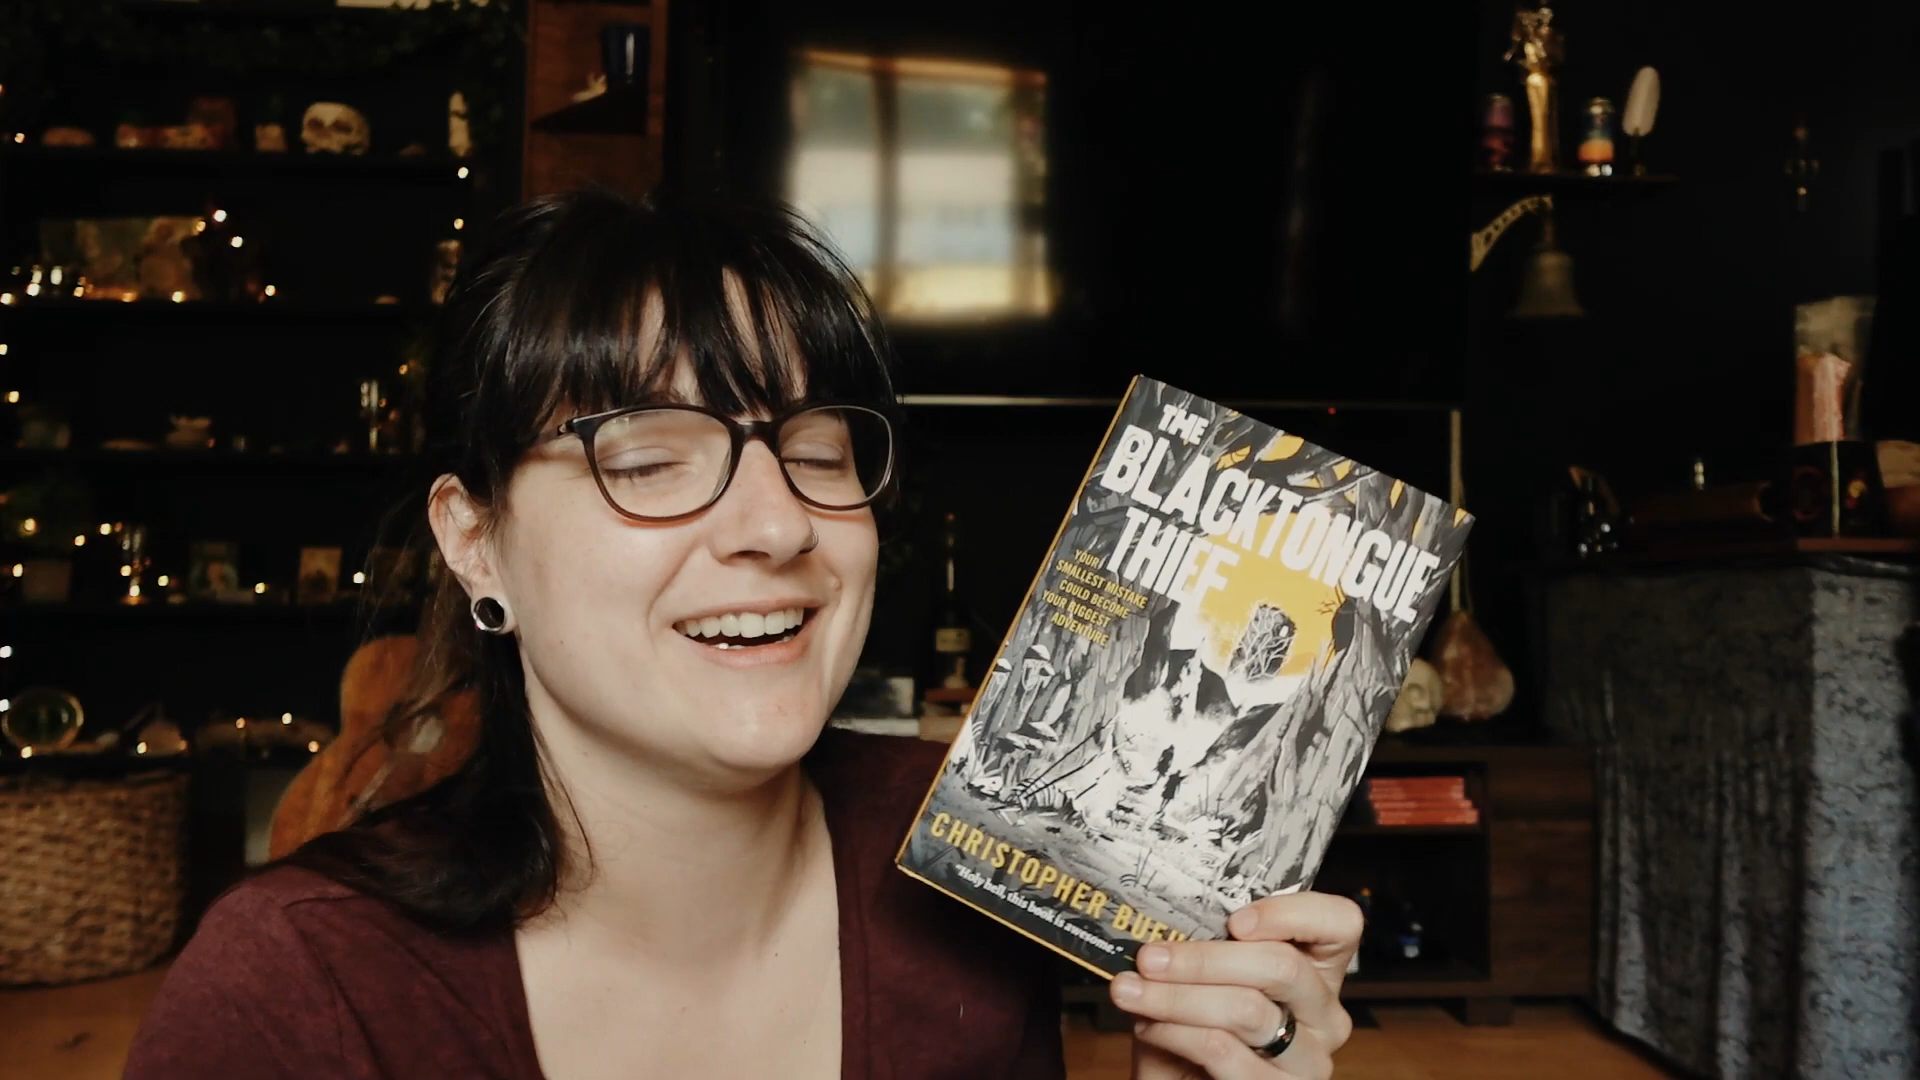 THE
BLACKTONGUE
THIEF
YOUR
SMALLEST MISTAKE
COULD BECOME
YOUR BIGGEST
ADVENTURE
CHRISTOPHER
"Holy hell, this book is awesome."